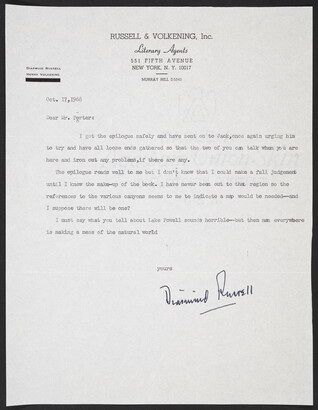 RUSSELL & VOLKENING, Inc.
Literary Agents
551 FIFTH AVENUE
NEW YORK, N. Y. 10017
MURRAY HILL
DIARMUID RUSSELL
HENRY VOLKENING
Oct. 17, 1968
Dear Mr. Porter:
I got the epilogue safely and have sent on to Jack, once again urging him
to try and have all loose ends gathered so that the two of you can talk when you are
here and iron out any problems, if there are any.
The epilogue reads well to me but I don't know that I could make a full judgement
until I knew the make-up of the book. I have never been out to that region so the
references to the various canyons seems to me to indicate a map would be needed--and
I suppose there will be one?
I must say what you tell about Lake Powell sounds horrible--but then man everywhere
is making a mess of the natural world
yours
Diarmuid Russell